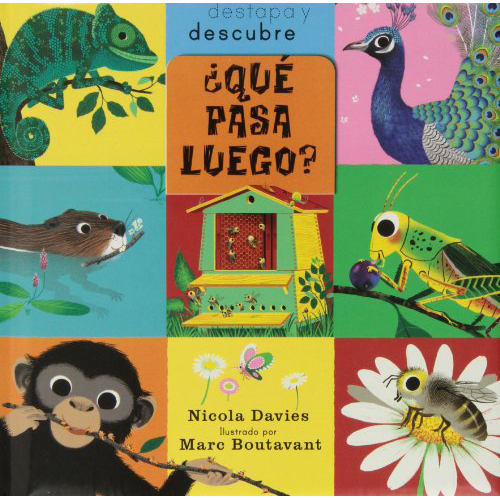 destapa y
descubre
¿QUÉ
PASA
LUEGO?
Nicola Davies
ilustrado por
Marc Boutavant